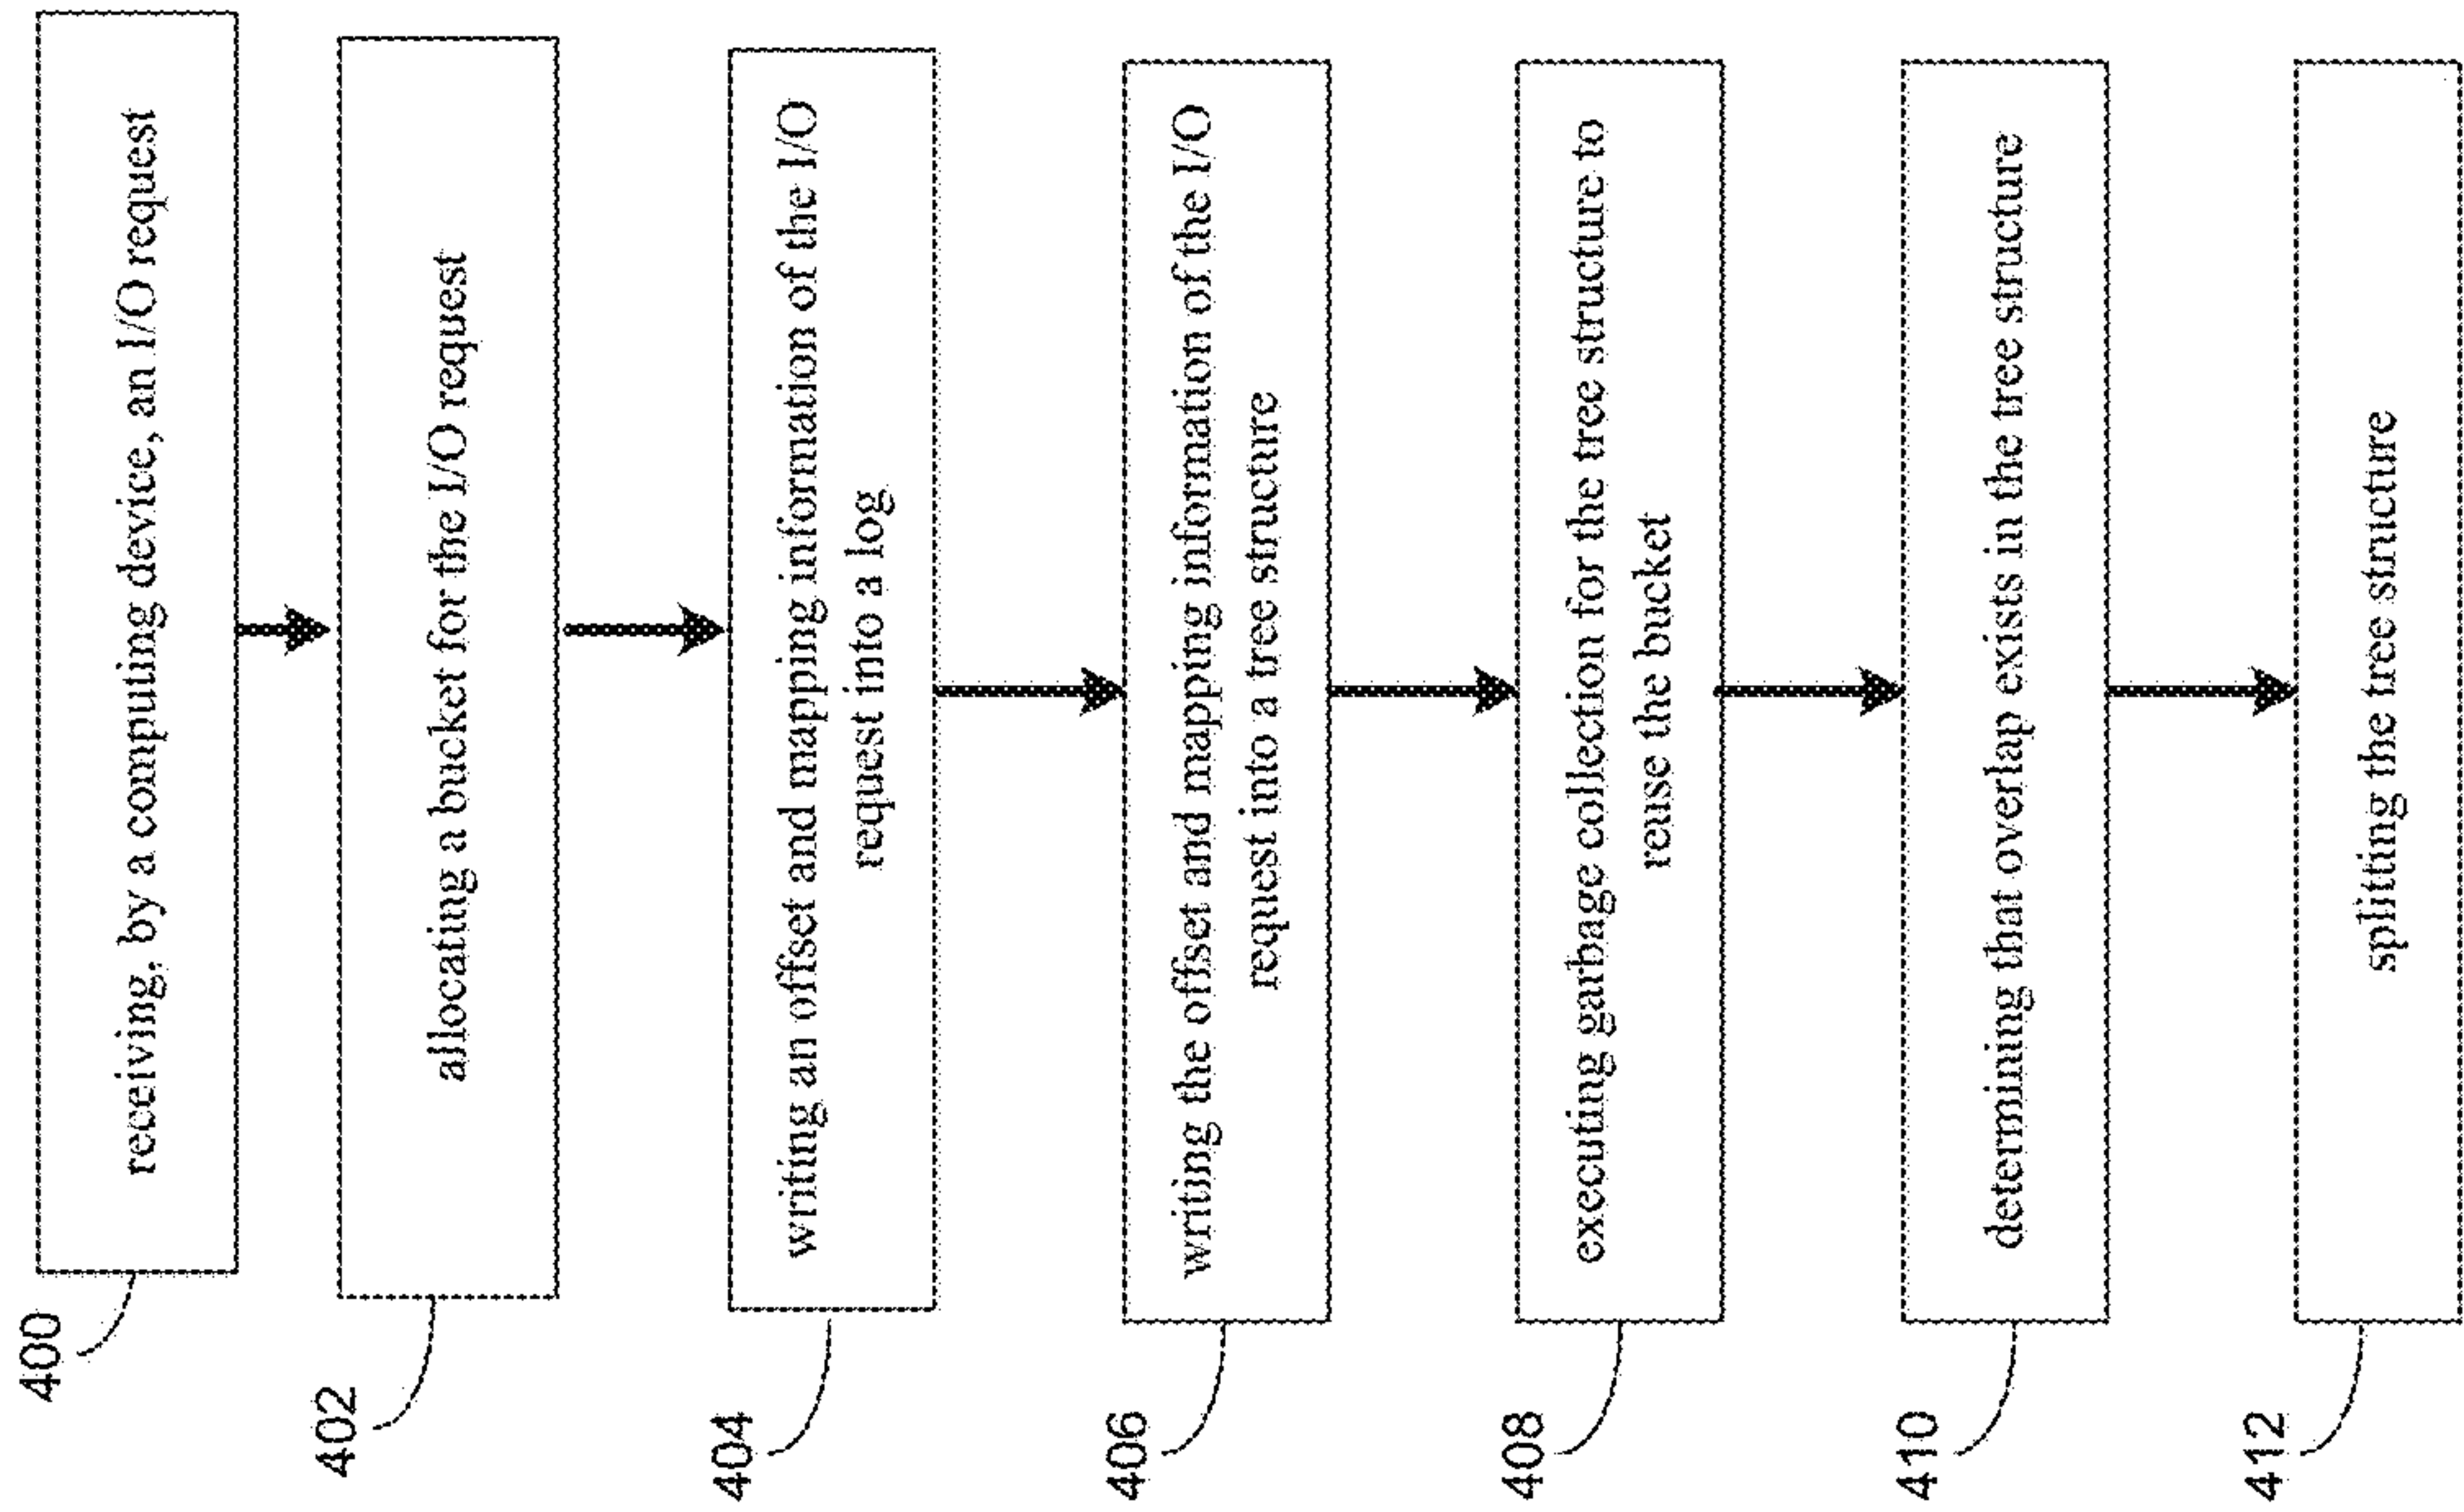 400
receiving, by a computing device, an I/O request
402
allocating a bucket for the I/O request
404
writing an offset and mapping information of the I/O
request into a log
406
writing the offset and mapping information of the I/O
request into a tree structure
408
executing garbage collection for the tree structure to
reuse the bucket
410
determining that overlap exists in the tree structure
412
splitting the tree structure